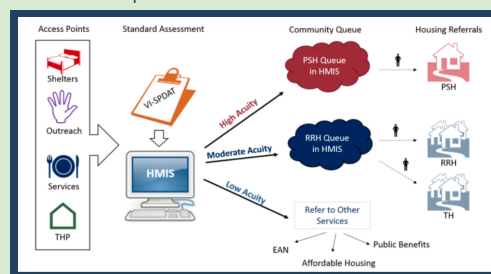 Access Points
Standard Assessment
Community Queue
Housing Referrals
Shelters
Outreach
Services
THP
VI-SPDAT
HMIS
High Acuity
Moderate Acuity
Low Acuity
PSH Queue
in HMIS
RRH Queue
in HMIS
Refer to Other
Services
EAN
Affordable Housing
Public Benefits
PSH
RRH
TH